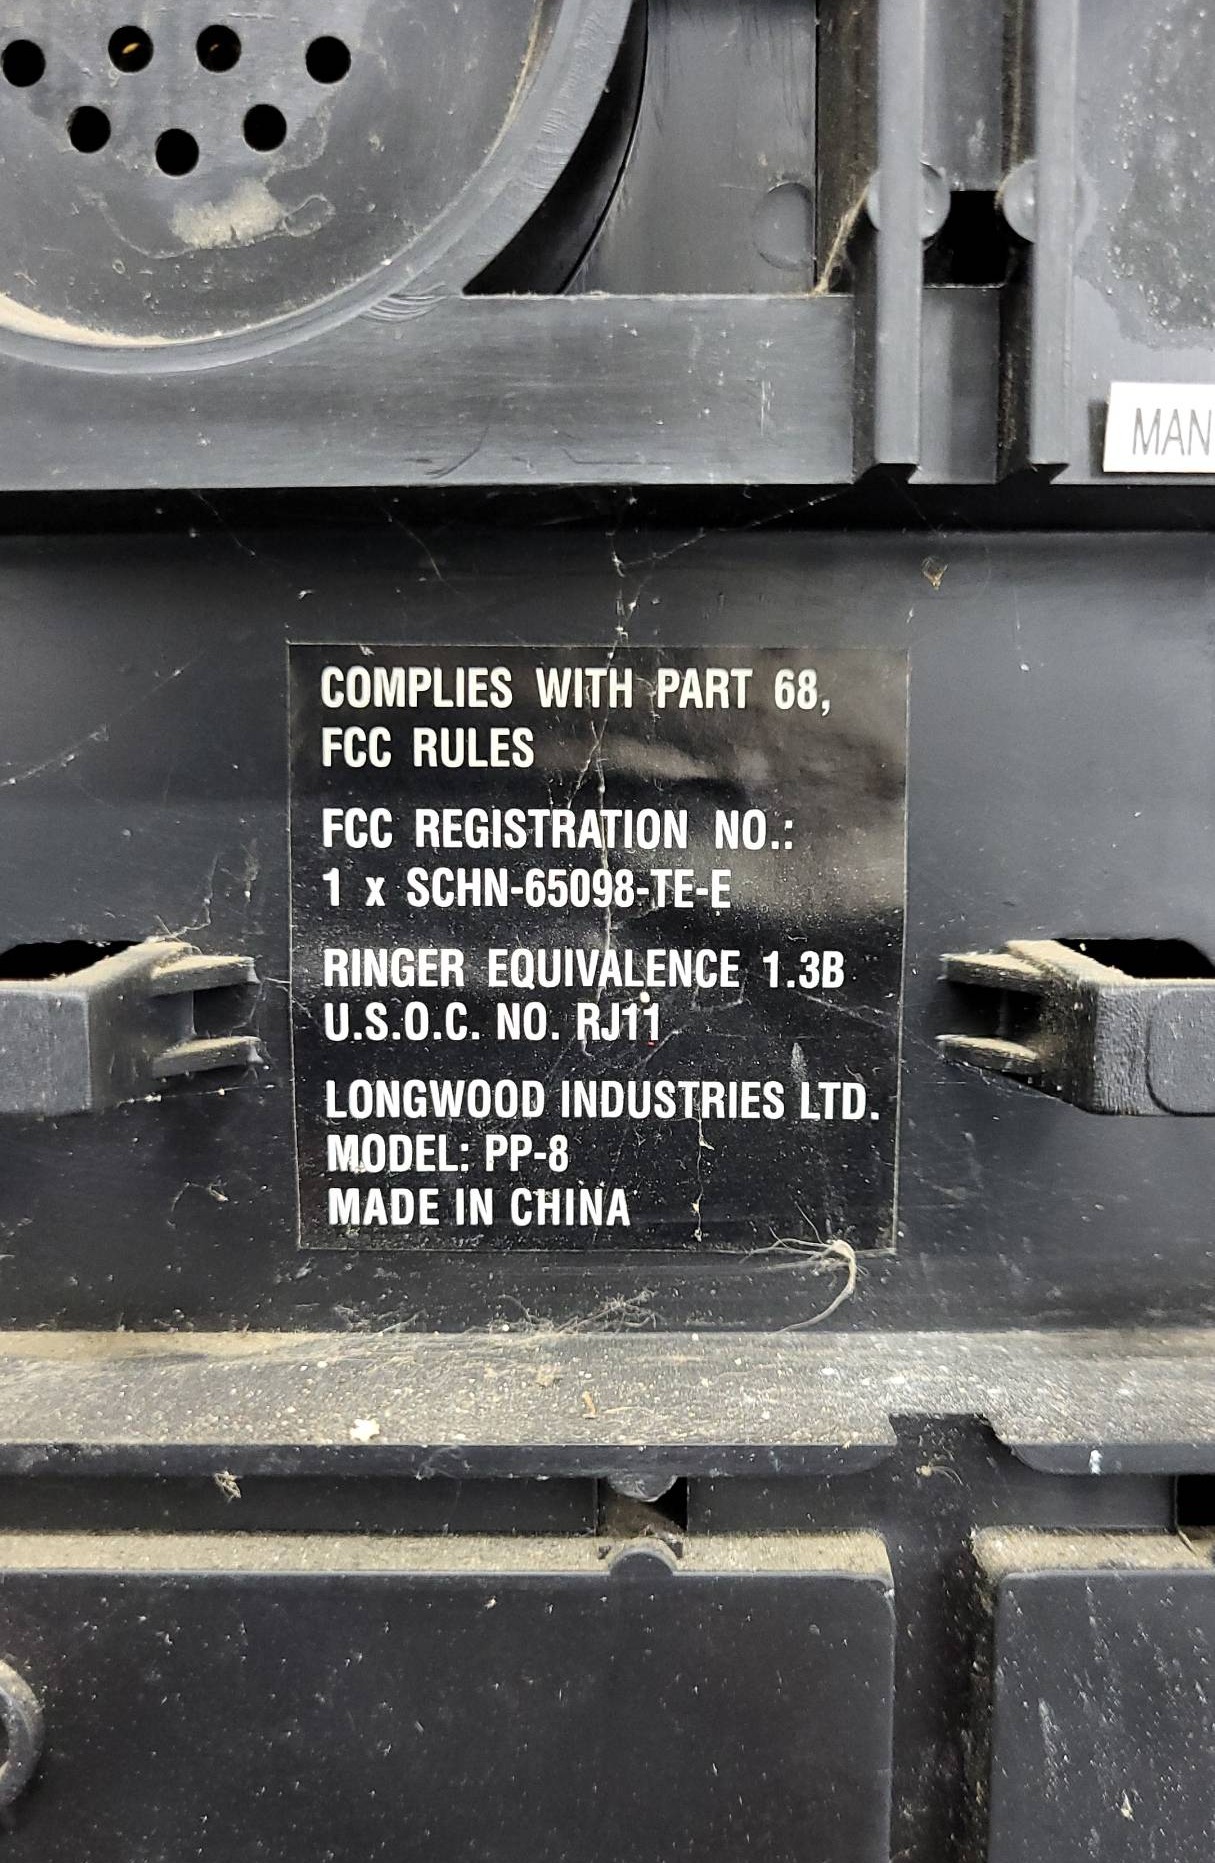 MAN
COMPLIES WITH PART 68,
FCC RULES
FCC REGISTRATION NO.:
1 x SCHN-65098-TE-E
RINGER EQUIVALENCE 1.3B
U.S.O.C. NO. RJ11
LONGWOOD INDUSTRIES LTD.
MODEL: PP-8
MADE IN CHINA